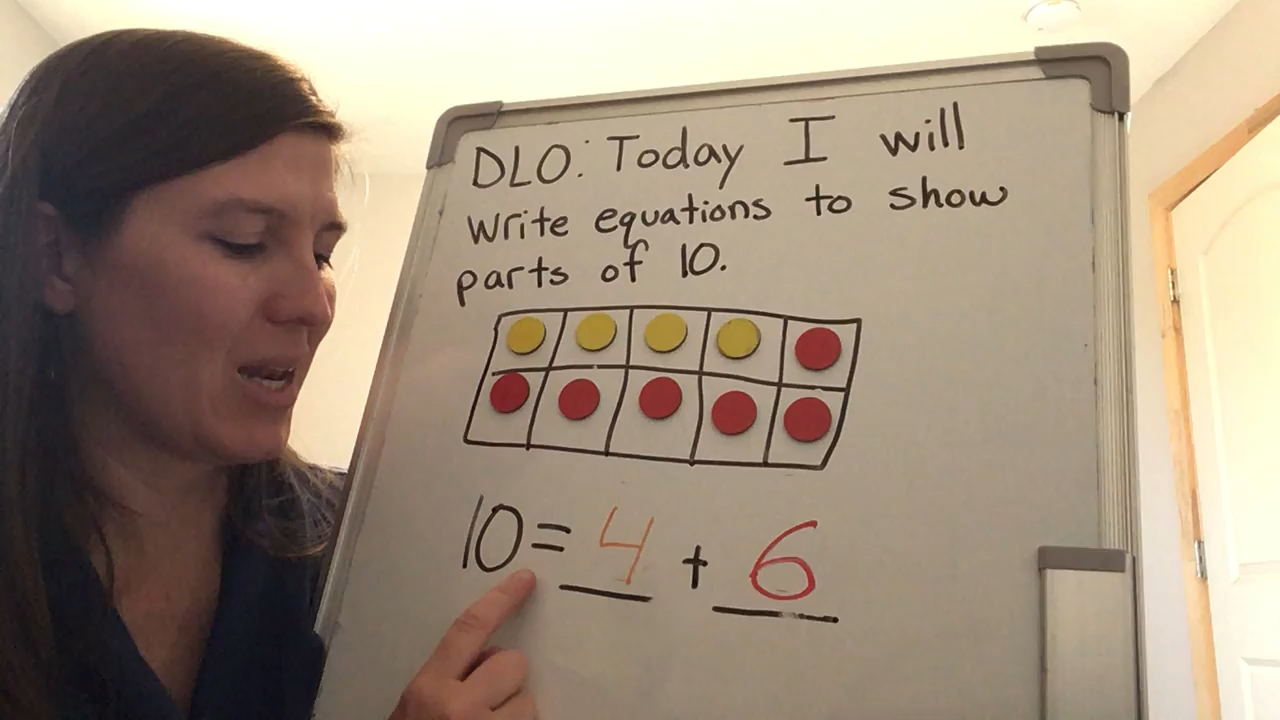 DLO: Today I will
Write equations to show
parts of 10.
10 = 4 + 6